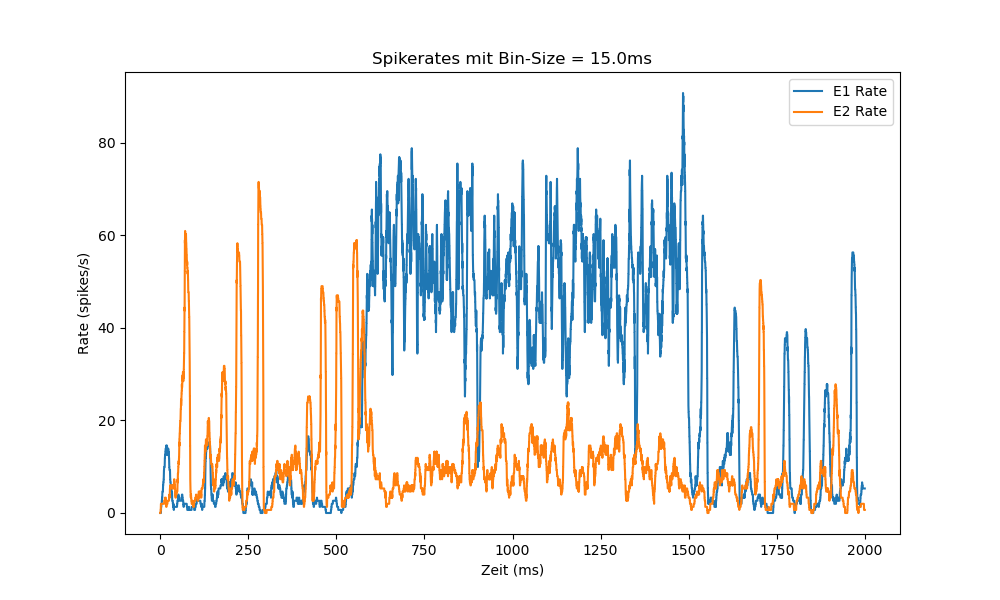 Spikerates mit Bin-Size = 15.0ms
E1 Rate
E2 Rate
Rate (spikes/s)
80
60
40
20
0
0 250 500 750 1000 1250 1500 1750 2000
Zeit (ms)